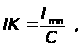 IK = I_mn / C ,